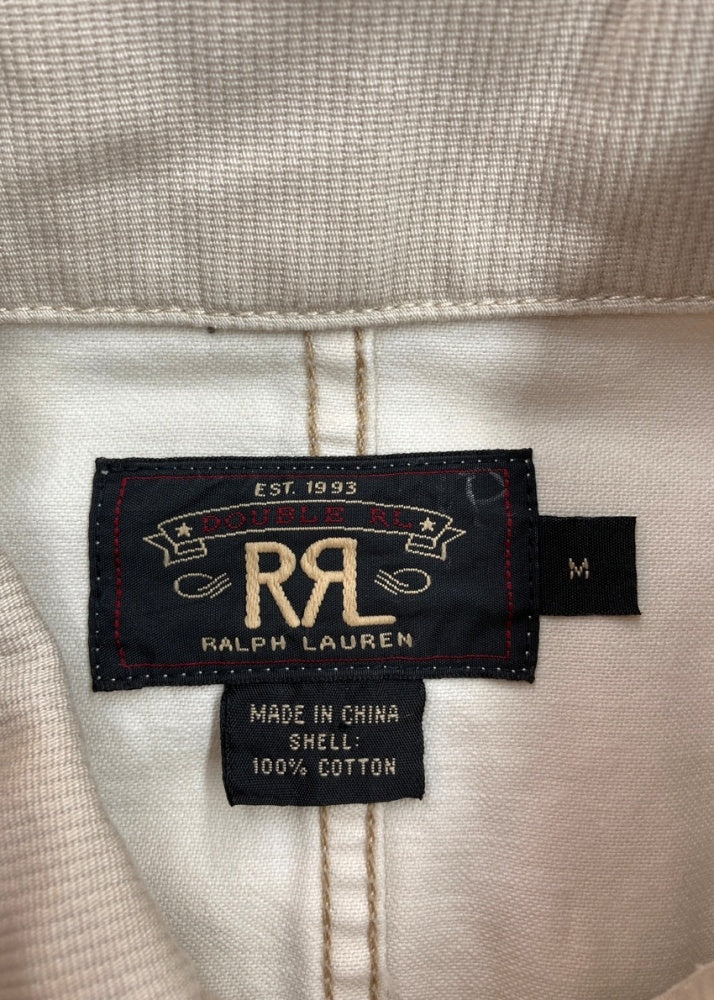 EST. 1993
DOUBLE RL
RRL
RALPH LAUREN
M
MADE IN CHINA
SHELL:
100% COTTON
P